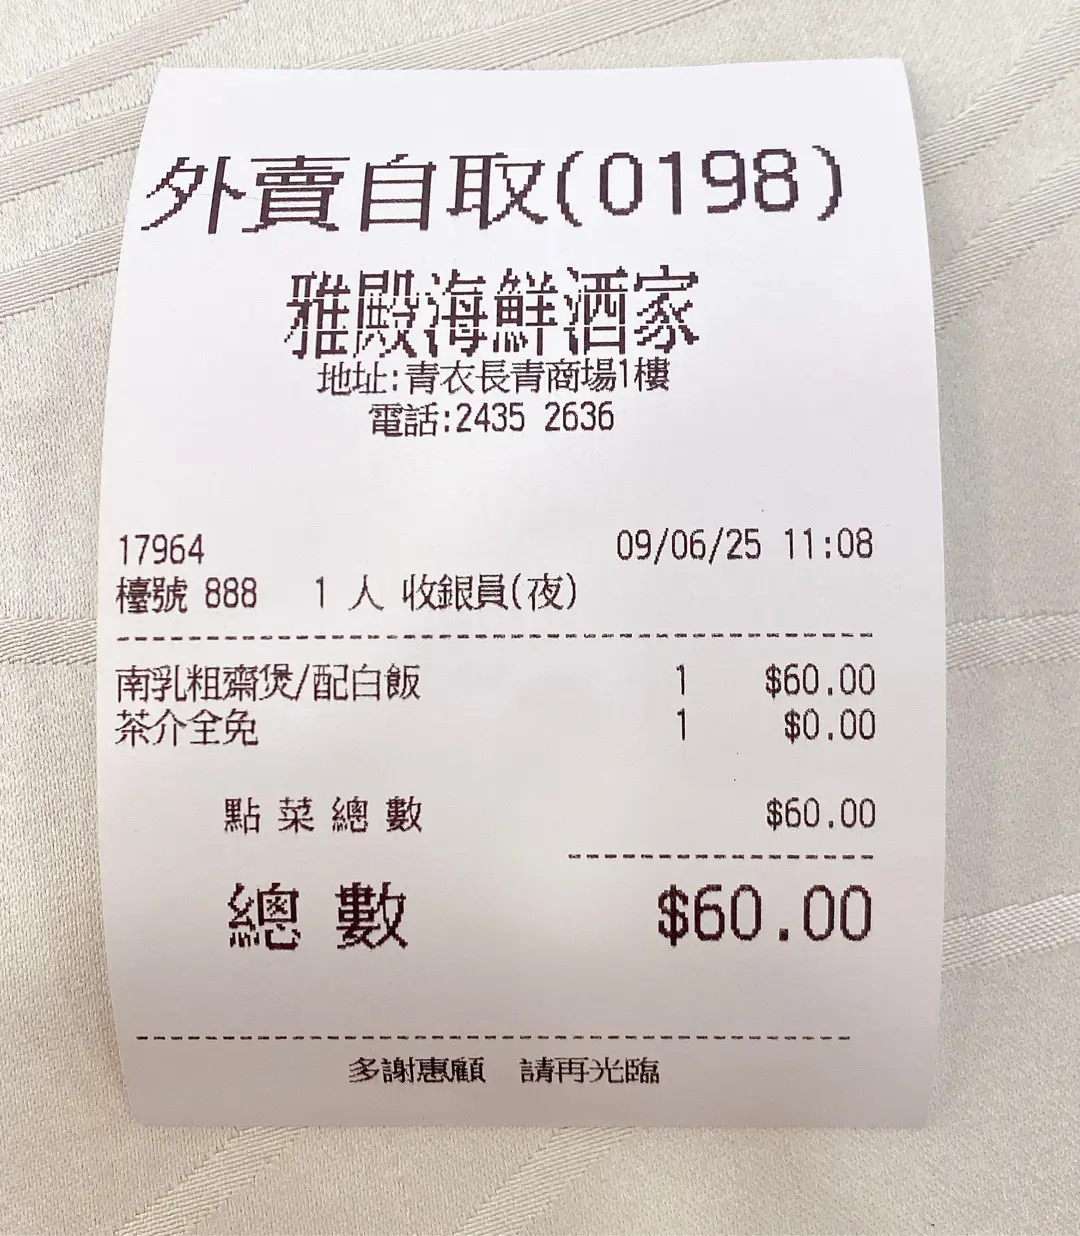 外賣自取(0198)
雅殿海鮮酒家
地址:青衣長青商場1樓
電話:2435 2636
17964 09/06/25 11:08
檯號 888 1 人 收銀員(夜)
南乳粗齋煲/配白飯 1 $60.00
茶介全免 1 $0.00
點菜總數 $60.00
總數 $60.00
多謝惠顧 請再光臨